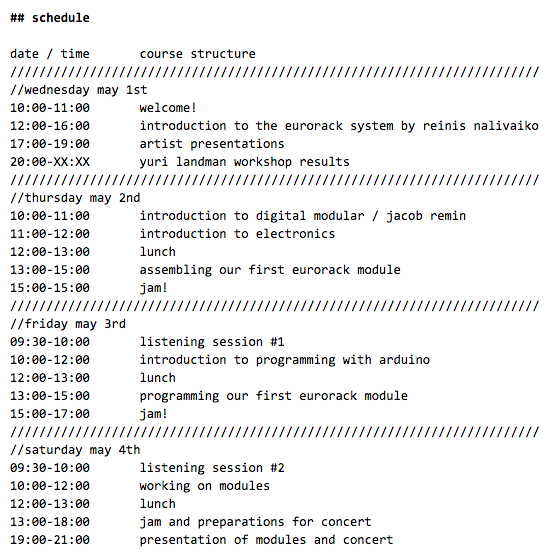 ## schedule
date / time course structure
//////////////////////////////////////////////////////////////////////////
//wednesday may 1st
10:00-11:00 welcome!
12:00-16:00 introduction to the eurorack system by reinis nalivaiko
17:00-19:00 artist presentations
20:00-XX:XX yuri landman workshop results
//////////////////////////////////////////////////////////////////////////
//thursday may 2nd
10:00-11:00 introduction to digital modular / jacob remin
11:00-12:00 introduction to electronics
12:00-13:00 lunch
13:00-15:00 assembling our first eurorack module
15:00-15:00 jam!
//////////////////////////////////////////////////////////////////////////
//friday may 3rd
09:30-10:00 listening session #1
10:00-12:00 introduction to programming with arduino
12:00-13:00 lunch
13:00-15:00 programming our first eurorack module
15:00-17:00 jam!
//////////////////////////////////////////////////////////////////////////
//saturday may 4th
09:30-10:00 listening session #2
10:00-12:00 working on modules
12:00-13:00 lunch
13:00-18:00 jam and preparations for concert
19:00-21:00 presentation of modules and concert